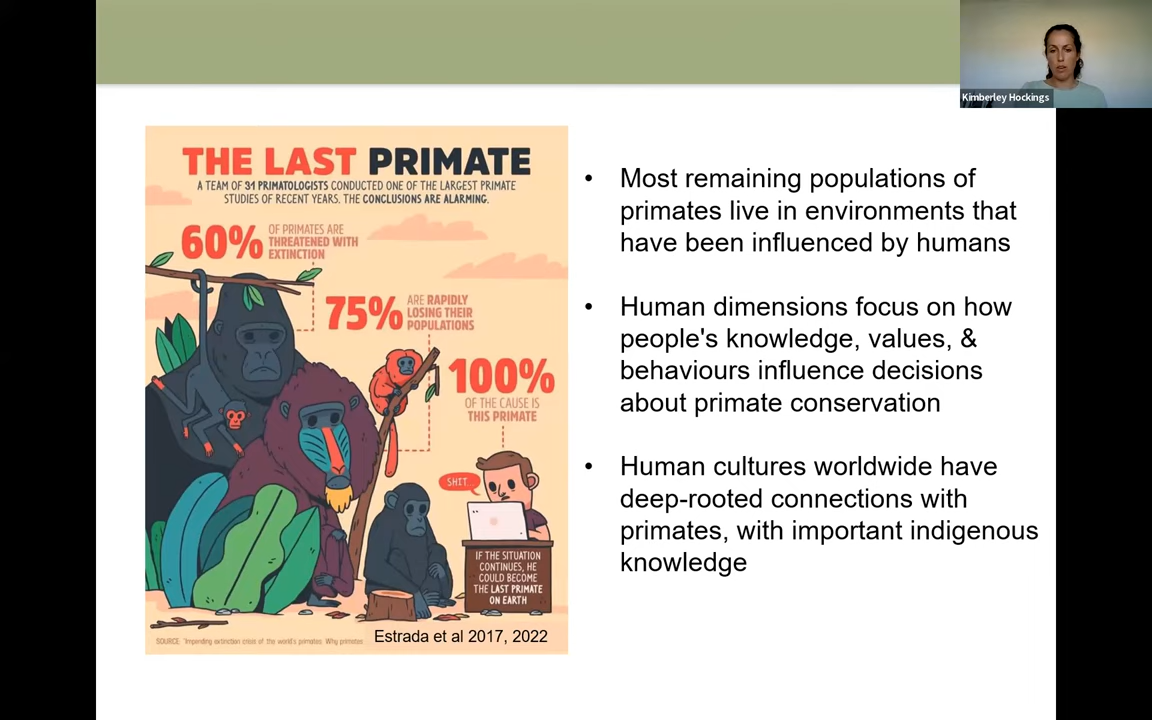 Kimberley Hockings
THE LAST PRIMATE
A TEAM OF 31 PRIMATOLOGISTS CONDUCTED ONE OF THE LARGEST PRIMATE
STUDIES OF RECENT YEARS. THE CONCLUSIONS ARE ALARMING.
60% OF PRIMATES ARE
THREATENED WITH
EXTINCTION
75% ARE RAPIDLY
LOSING THEIR
POPULATIONS
100%
OF THE CAUSE IS
THIS PRIMATE
SHIT.
IF THE SITUATION
CONTINUES, HE
COULD BECOME
THE LAST PRIMATE
ON EARTH
SOURCE: "Impending extinction crisis of the world's primates: Why primates
Estrada et al 2017, 2022
• Most remaining populations of
primates live in environments that
have been influenced by humans
• Human dimensions focus on how
people's knowledge, values, &
behaviours influence decisions
about primate conservation
• Human cultures worldwide have
deep-rooted connections with
primates, with important indigenous
knowledge